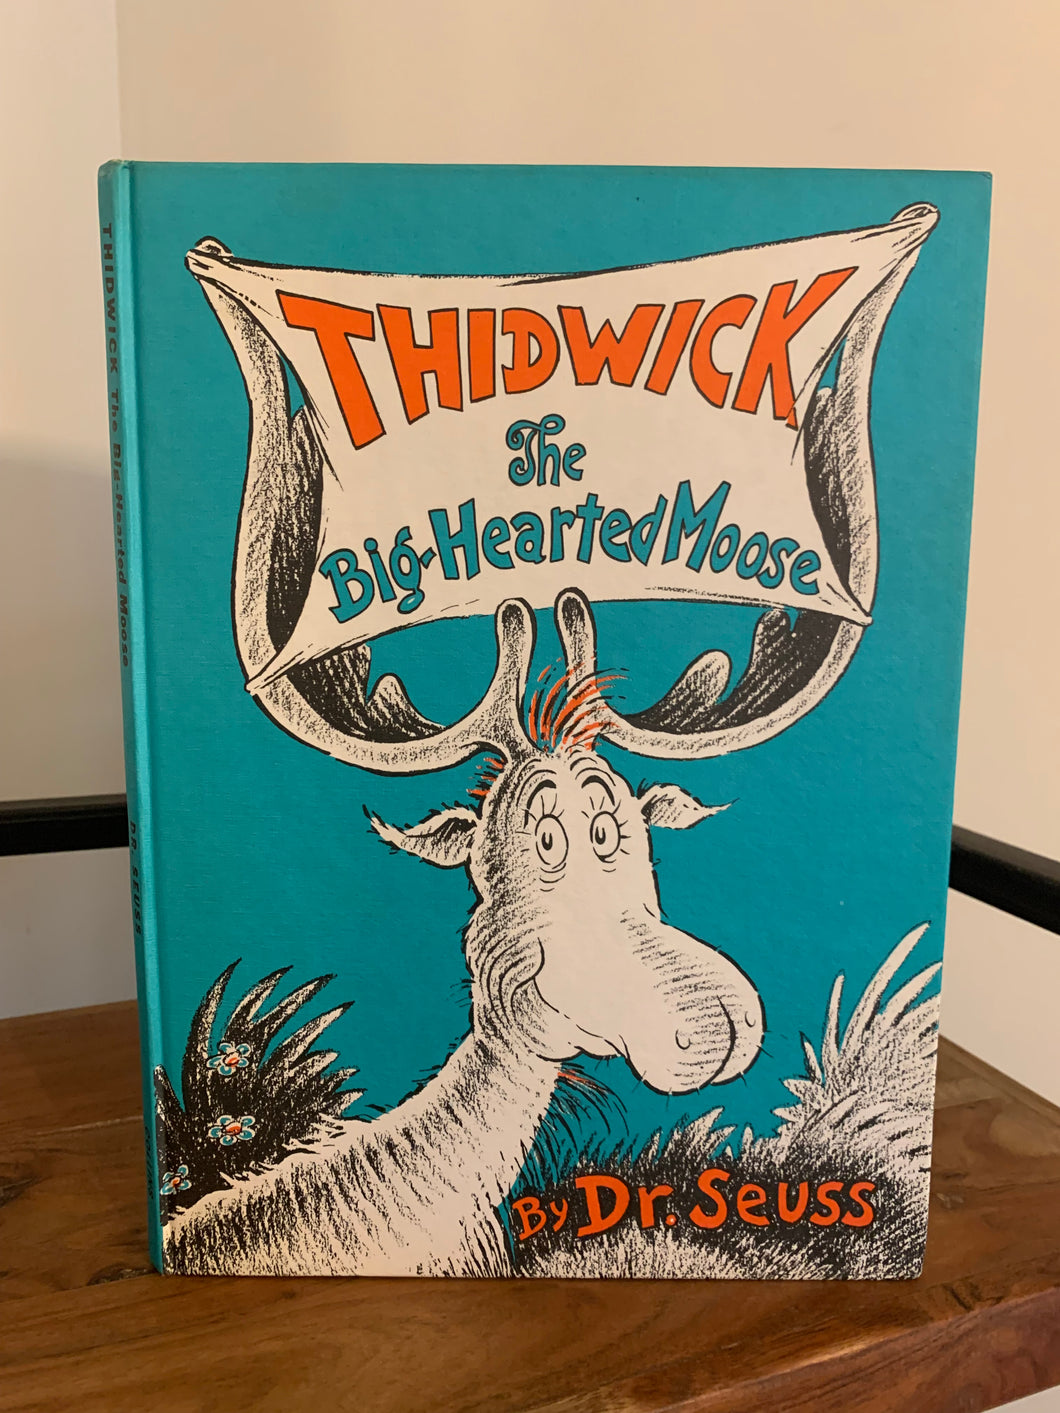 THIDWICK
The
Big-Hearted Moose
By Dr. Seuss
THIDWICK The Big-Hearted Moose
DR. SEUSS